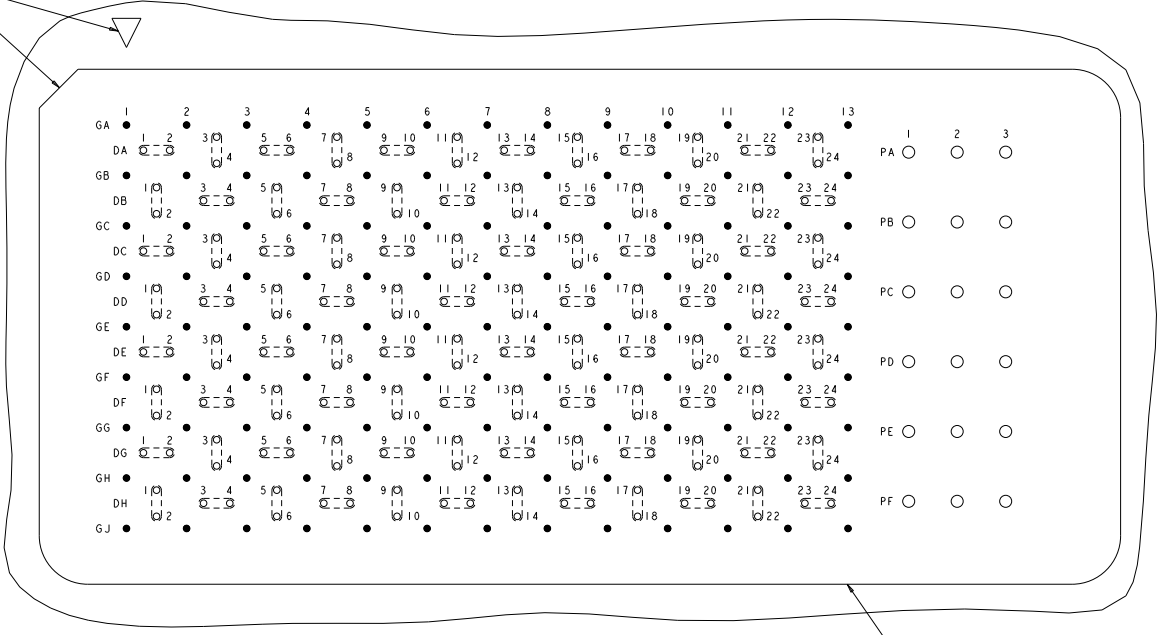 1 2 3 4 5 6 7 8 9 10 11 12 13
GA
1 2 3 5 6 7 9 10 11 13 14 15 17 18 19 21 22 23
1 2 3
DA 4 8 12 16 20 24 PA
GB
1 3 4 5 7 8 9 11 12 13 15 16 17 19 20 21 23 24
DB
2 6 10 14 18 22
GC PB
1 2 3 5 6 7 9 10 11 13 14 15 17 18 19 21 22 23
DC
4 8 12 16 20 24
GD
1 3 4 5 7 8 9 11 12 13 15 16 17 19 20 21 23 24 PC
DD
2 6 10 14 18 22
GE
1 2 3 5 6 7 9 10 11 13 14 15 17 18 19 21 22 23
DE
4 8 12 16 20 24 PD
GF
1 3 4 5 7 8 9 11 12 13 15 16 17 19 20 21 23 24
DF
2 6 10 14 18 22
GG PE
1 2 3 5 6 7 9 10 11 13 14 15 17 18 19 21 22 23
DG
4 8 12 16 20 24
GH
1 3 4 5 7 8 9 11 12 13 15 16 17 19 20 21 23 24
DH PF
2 6 10 14 18 22
GJ